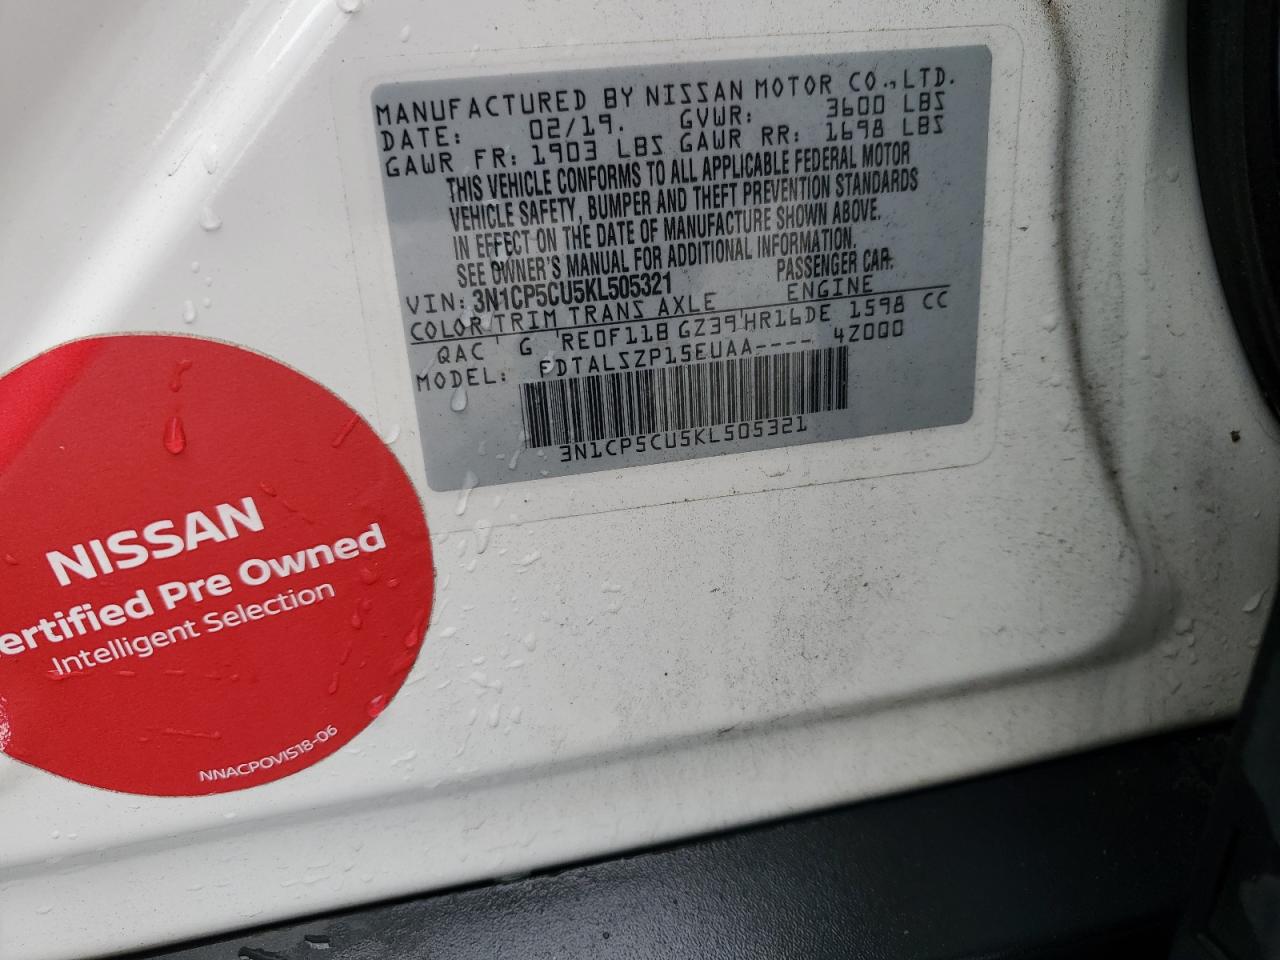 MANUFACTURED BY NISSAN MOTOR CO., LTD.
DATE: 02/19. GVWR: 3600 LBS
GAWR FR: 1903 LBS GAWR RR: 1698 LBS
THIS VEHICLE CONFORMS TO ALL APPLICABLE FEDERAL MOTOR
VEHICLE SAFETY, BUMPER AND THEFT PREVENTION STANDARDS
IN EFFECT ON THE DATE OF MANUFACTURE SHOWN ABOVE.
SEE OWNER'S MANUAL FOR ADDITIONAL INFORMATION.
VIN: 3N1CP5CU5KL505321 PASSENGER CAR.
COLOR TRIM TRANS AXLE ENGINE
QAC G RE0F11B GZ39 HR16DE 1598 CC
MODEL: FDTALSZP15EUAA---- 4Z000
3N1CP5CU5KL505321
NISSAN
ertified Pre Owned
Intelligent Selection
NNACPOVIS18-06